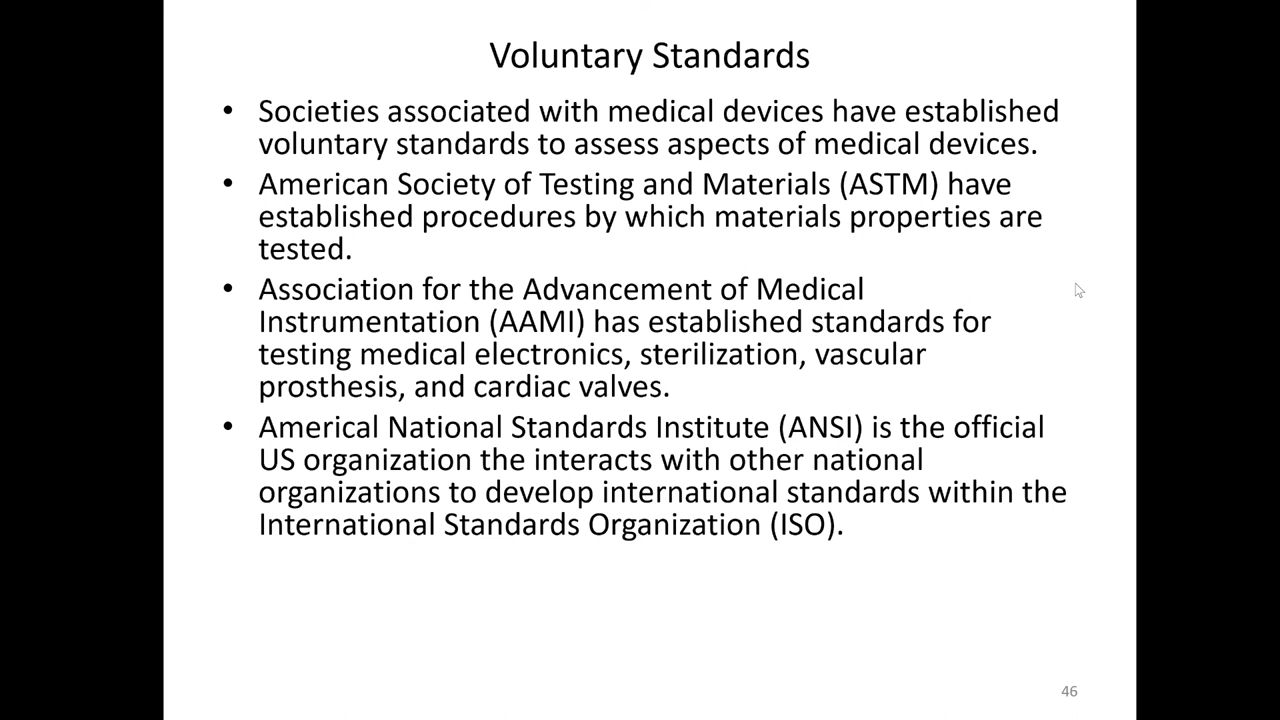 Voluntary Standards
• Societies associated with medical devices have established
voluntary standards to assess aspects of medical devices.
• American Society of Testing and Materials (ASTM) have
established procedures by which materials properties are
tested.
• Association for the Advancement of Medical
Instrumentation (AAMI) has established standards for
testing medical electronics, sterilization, vascular
prosthesis, and cardiac valves.
• Americal National Standards Institute (ANSI) is the official
US organization the interacts with other national
organizations to develop international standards within the
International Standards Organization (ISO).
46